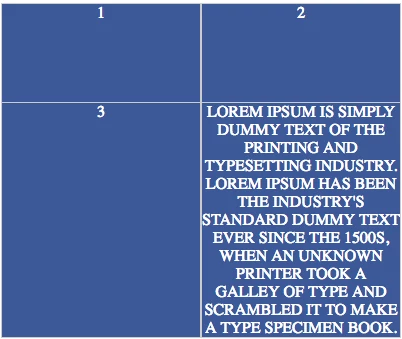 1
2
3
LOREM IPSUM IS SIMPLY
DUMMY TEXT OF THE
PRINTING AND
TYPESETTING INDUSTRY.
LOREM IPSUM HAS BEEN
THE INDUSTRY'S
STANDARD DUMMY TEXT
EVER SINCE THE 1500S,
WHEN AN UNKNOWN
PRINTER TOOK A
GALLEY OF TYPE AND
SCRAMBLED IT TO MAKE
A TYPE SPECIMEN BOOK.